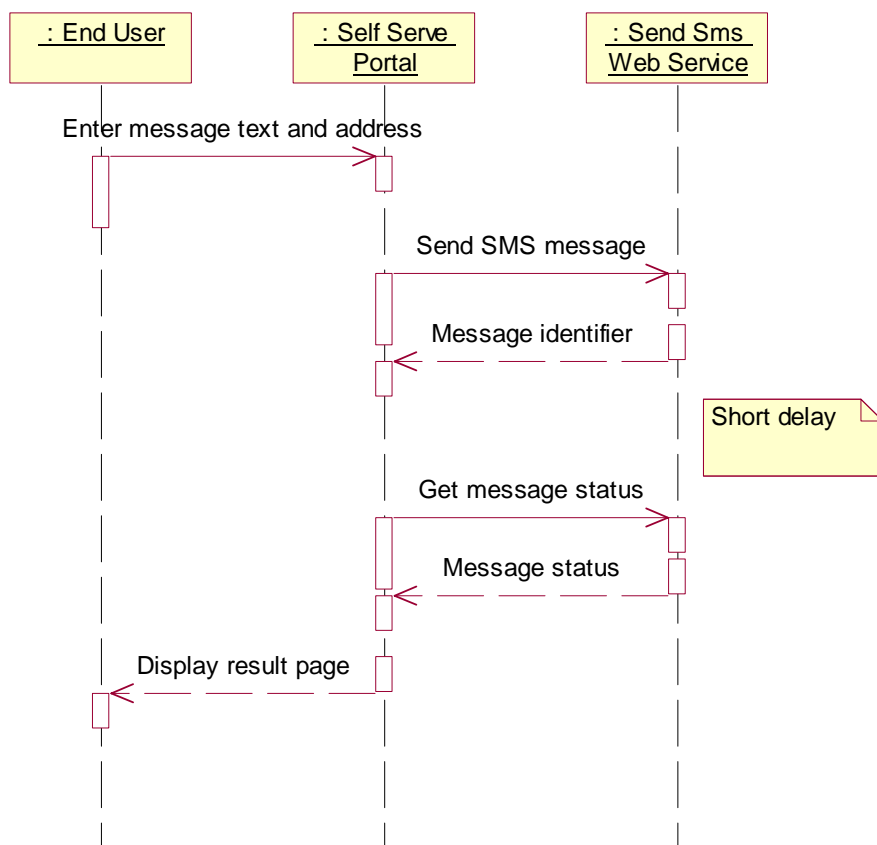 : End User
: Self Serve
Portal
: Send Sms
Web Service
Enter message text and address
Send SMS message
Message identifier
Short delay
Get message status
Message status
Display result page